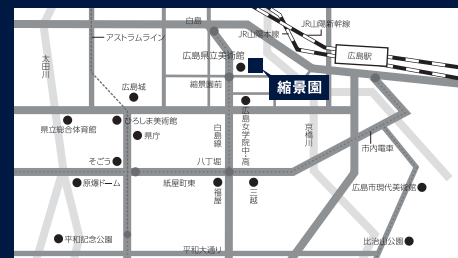 白島
JR山陽新幹線
JR山陽本線
アストラムライン
広島駅
太田川
広島県立美術館
縮景園前
縮景園
広島城
ひろしま美術館
県立総合体育館
県庁
白島線
広島女学院中・高
京橋川
市内電車
そごう
八丁堀
原爆ドーム
紙屋町東
福屋
三越
広島市現代美術館
平和記念公園
平和大通り
比治山公園